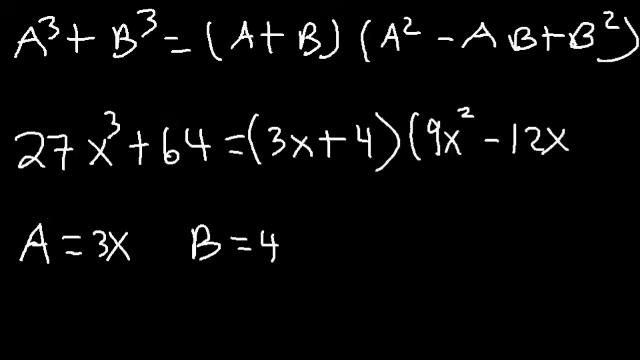 A³ + B³ = (A + B) (A² - AB + B²)
27x³ + 64 = (3x + 4) (9x² - 12x
A = 3x B = 4